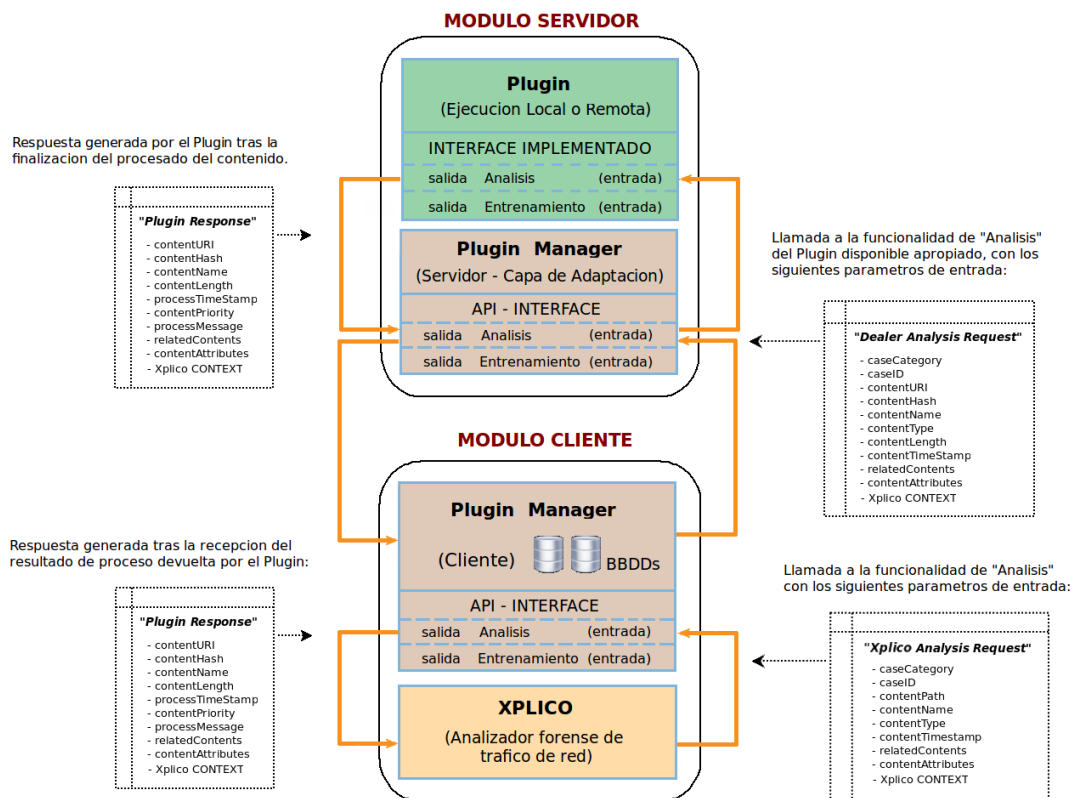 MODULO SERVIDOR
Plugin
(Ejecucion Local o Remota)
INTERFACE IMPLEMENTADO
salida Analisis (entrada)
salida Entrenamiento (entrada)
Plugin Manager
(Servidor - Capa de Adaptacion)
API - INTERFACE
salida Analisis (entrada)
salida Entrenamiento (entrada)
Respuesta generada por el Plugin tras la
finalizacion del procesado del contenido.
"Plugin Response"
- contentURI
- contentHash
- contentName
- contentLength
- processTimeStamp
- contentPriority
- processMessage
- relatedContents
- contentAttributes
- Xplico CONTEXT
Llamada a la funcionalidad de "Analisis"
del Plugin disponible apropiado, con los
siguientes parametros de entrada:
"Dealer Analysis Request"
- caseCategory
- caseID
- contentURI
- contentHash
- contentName
- contentType
- contentLength
- contentTimeStamp
- relatedContents
- contentAttributes
- Xplico CONTEXT
MODULO CLIENTE
Plugin Manager
(Cliente) BBDDs
API - INTERFACE
salida Analisis (entrada)
salida Entrenamiento (entrada)
XPLICO
(Analizador forense de
trafico de red)
Respuesta generada tras la recepcion del
resultado de proceso devuelta por el Plugin:
"Plugin Response"
- contentURI
- contentHash
- contentName
- contentLength
- processTimeStamp
- contentPriority
- processMessage
- relatedContents
- contentAttributes
- Xplico CONTEXT
Llamada a la funcionalidad de "Analisis"
con los siguientes parametros de entrada:
"Xplico Analysis Request"
- caseCategory
- caseID
- contentPath
- contentName
- contentType
- contentTimestamp
- relatedContents
- contentAttributes
- Xplico CONTEXT